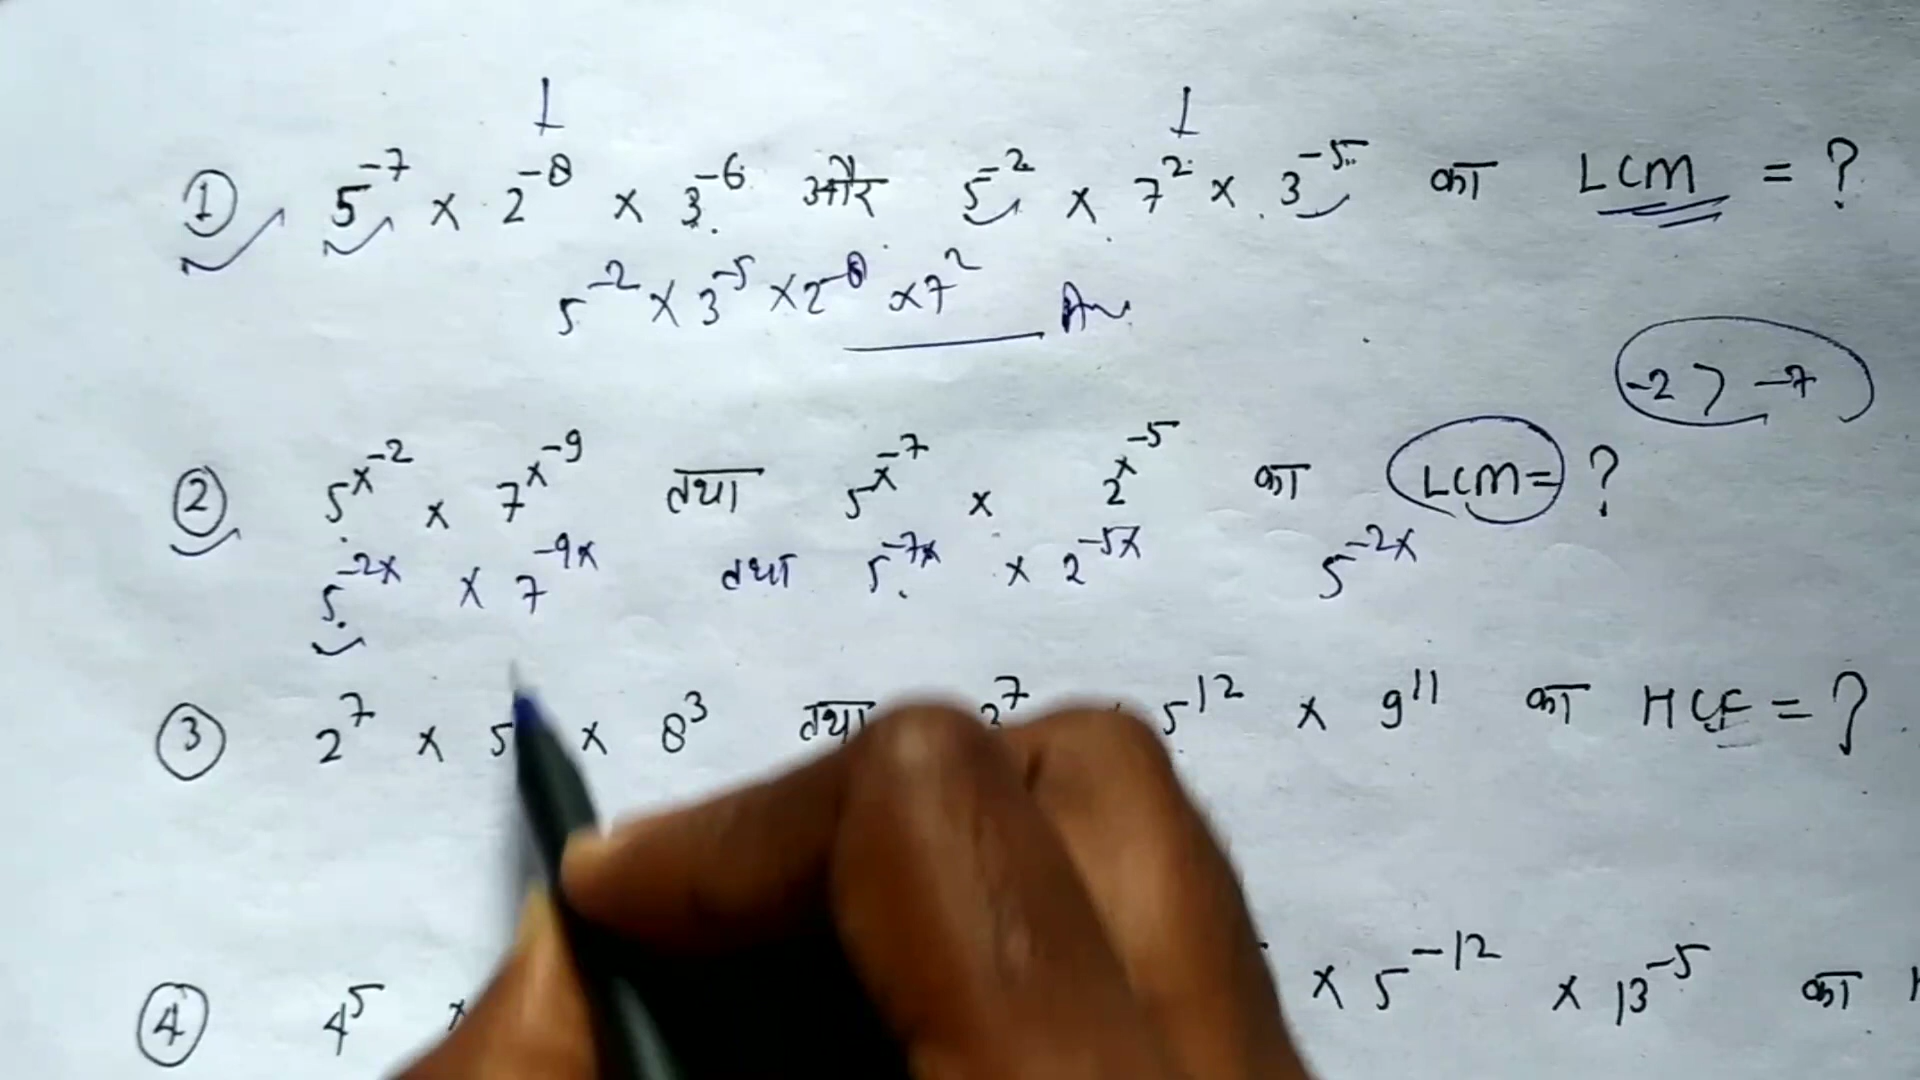 1 1
① 5^-7 × 2^-8 × 3^-6 और 5^-2 × 7^2 × 3^-5 का LCM = ?
5^-2 × 3^-5 × 2^-8 × 7^2 Ans
-2 > -7
② 5^x^-2 × 7^x^-9 तथा 5^x^-7 × 2^x^-5 का LCM = ?
5^-2x × 7^-9x तथा 5^-7x × 2^-5x 5^-2x
③ 2^7 × 5 × 8^3 तथा 5^12 × 9^11 का HCF = ?
④ 4^5 × × 5^-12 × 13^-5 का